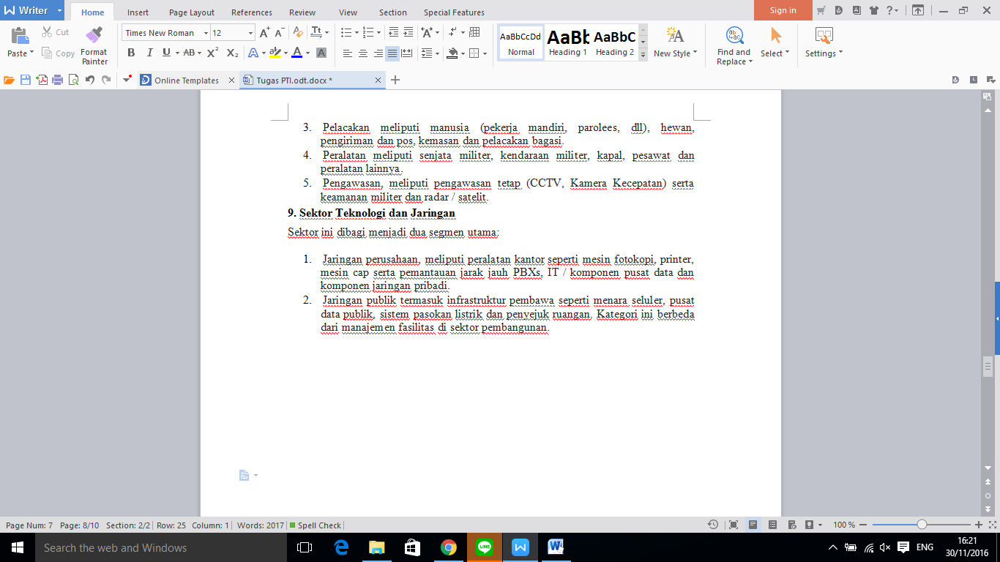 Writer
Home Insert Page Layout References Review View Section Special Features
Sign in
Paste Cut Copy Format Painter
Times New Roman 12
AaBbCcDd Normal
AaBb Heading 1
AaBbC Heading 2
New Style
Find and Replace
Select
Settings
Online Templates
Tugas PTI.odt.docx *
3. Pelacakan meliputi manusia (pekerja mandiri, parolees, dll), hewan,
pengiriman dan pos, kemasan dan pelacakan bagasi.
4. Peralatan meliputi senjata militer, kendaraan militer, kapal, pesawat dan
peralatan lainnya.
5. Pengawasan, meliputi pengawasan tetap (CCTV, Kamera Kecepatan) serta
keamanan militer dan radar / satelit.
9. Sektor Teknologi dan Jaringan
Sektor ini dibagi menjadi dua segmen utama:
1. Jaringan perusahaan, meliputi peralatan kantor seperti mesin fotokopi, printer,
mesin cap serta pemantauan jarak jauh PBXs, IT / komponen pusat data dan
komponen jaringan pribadi.
2. Jaringan publik termasuk infrastruktur pembawa seperti menara seluler, pusat
data publik, sistem pasokan listrik dan penyejuk ruangan. Kategori ini berbeda
dari manajemen fasilitas di sektor pembangunan.
Page Num: 7 Page: 8/10 Section: 2/2 Row: 25 Column: 1 Words: 2017 Spell Check
100 %
Search the web and Windows
ENG
16:21
30/11/2016